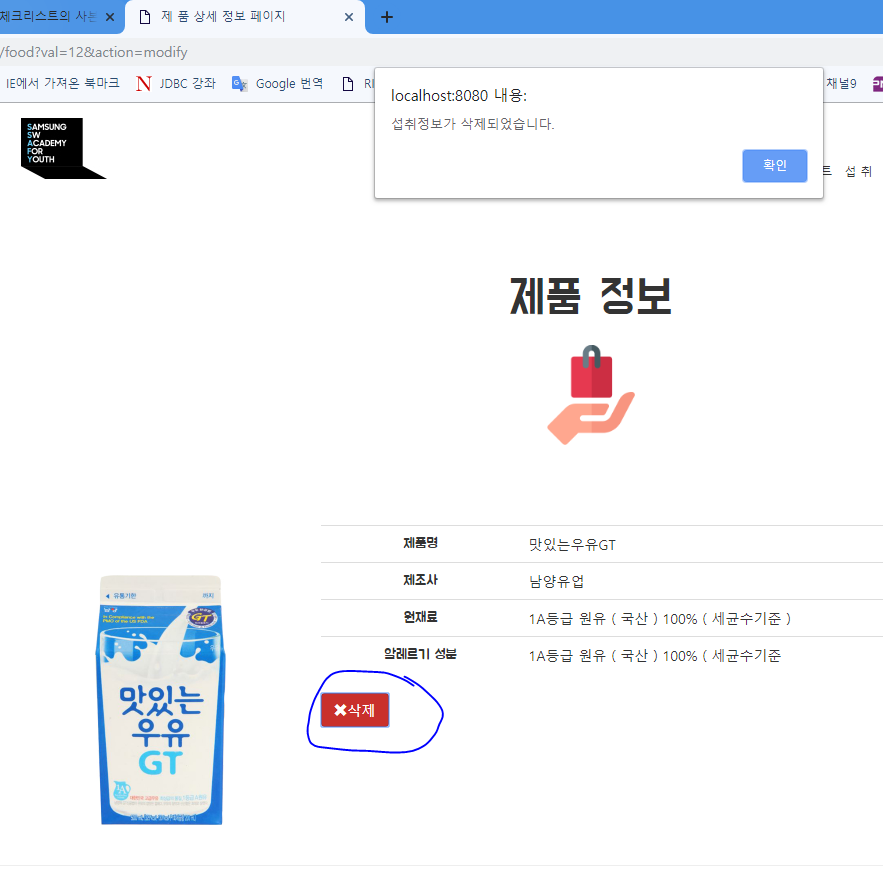 체크리스트의 사본
제 품 상세 정보 페이지
/food?val=12&action=modify
IE에서 가져온 북마크
JDBC 강좌
Google 번역
채널9
localhost:8080 내용:
섭취정보가 삭제되었습니다.
확인
SAMSUNG
SW
ACADEMY
FOR
YOUTH
트 섭 취
제품 정보
제품명 맛있는우유GT
제조사 남양유업
원재료 1A등급 원유 ( 국산 ) 100% ( 세균수기준 )
알레르기 성분 1A등급 원유 ( 국산 ) 100% ( 세균수기준
삭제
유통기한 까지
GT
맛있는
우유
GT
1A